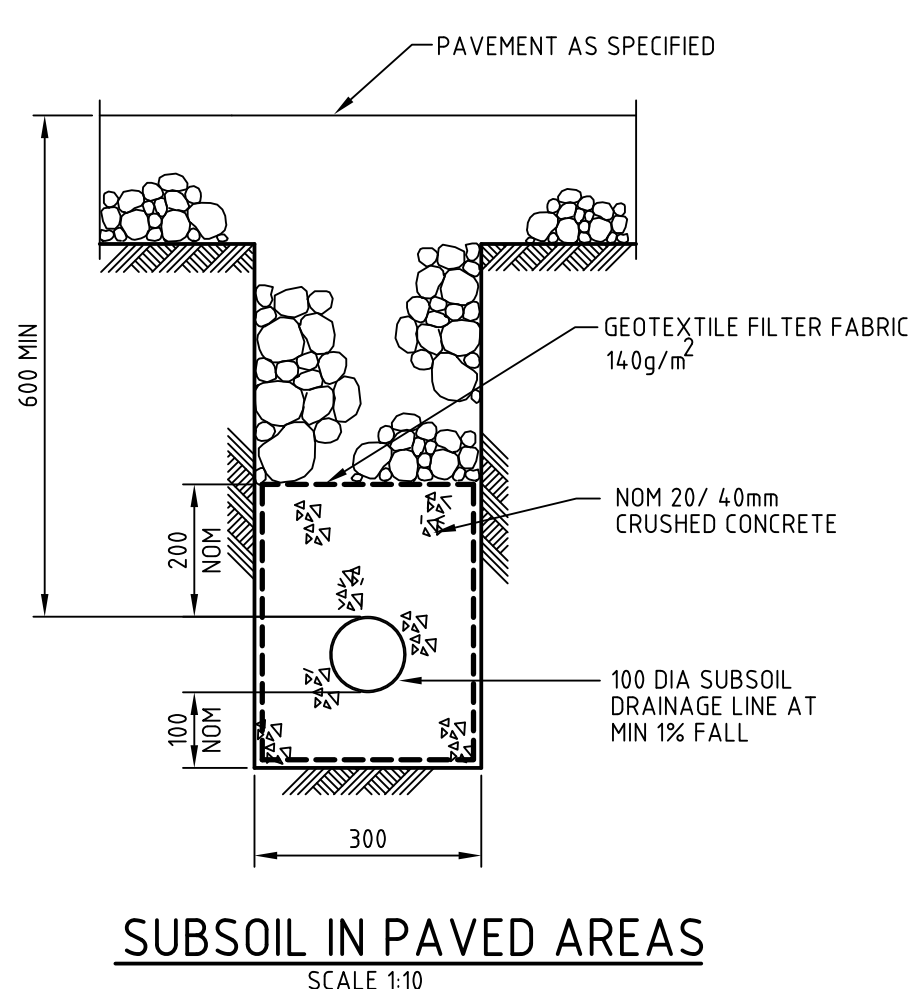 PAVEMENT AS SPECIFIED
600 MIN
GEOTEXTILE FILTER FABRIC
140g/m²
200
NOM
NOM 20/ 40mm
CRUSHED CONCRETE
100
NOM
100 DIA SUBSOIL
DRAINAGE LINE AT
MIN 1% FALL
300
SUBSOIL IN PAVED AREAS
SCALE 1:10